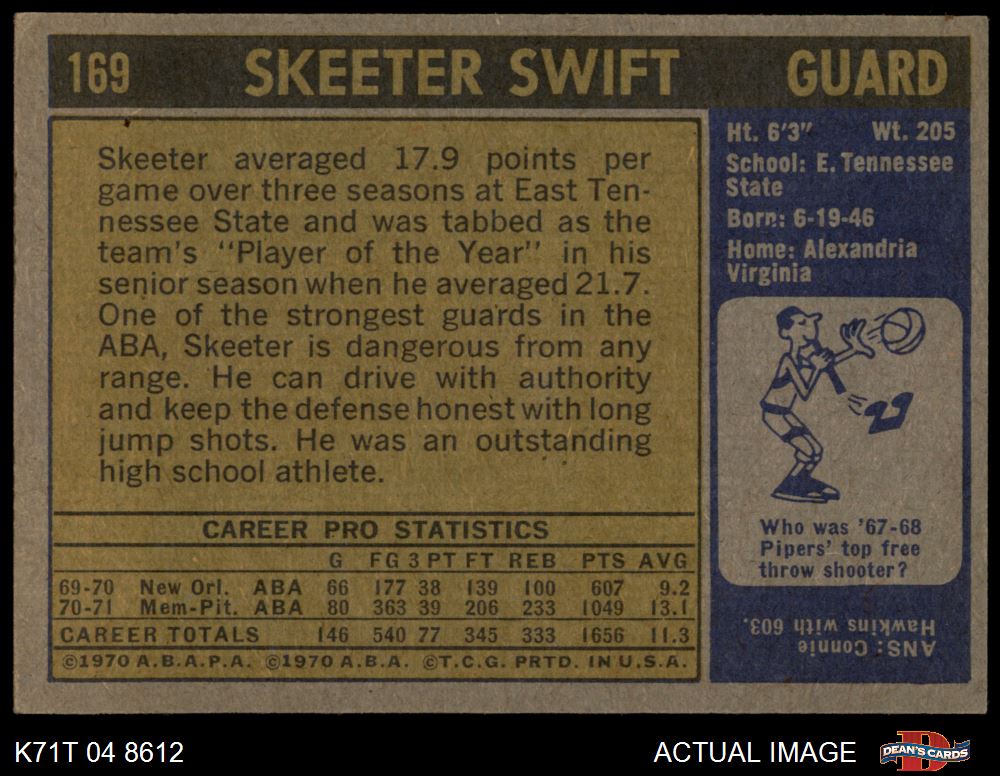 169 SKEETER SWIFT GUARD
Skeeter averaged 17.9 points per
game over three seasons at East Ten-
nessee State and was tabbed as the
team's "Player of the Year" in his
senior season when he averaged 21.7.
One of the strongest guards in the
ABA, Skeeter is dangerous from any
range. He can drive with authority
and keep the defense honest with long
jump shots. He was an outstanding
high school athlete.
CAREER PRO STATISTICS
G FG 3 PT FT REB PTS AVG
69-70 New Orl. ABA 66 177 38 139 100 607 9.2
70-71 Mem-Pit. ABA 80 363 39 206 233 1049 13.1
CAREER TOTALS 146 540 77 345 333 1656 11.3
©1970 A.B.A.P.A. ©1970 A.B.A. ©T.C.G. PRTD. IN U.S.A.
Ht. 6'3" Wt. 205
School: E. Tennessee
State
Born: 6-19-46
Home: Alexandria
Virginia
Who was '67-68
Pipers' top free
throw shooter?
ANS: Connie
Hawkins with 603.
K71T 04 8612 ACTUAL IMAGE D DEAN'S CARDS